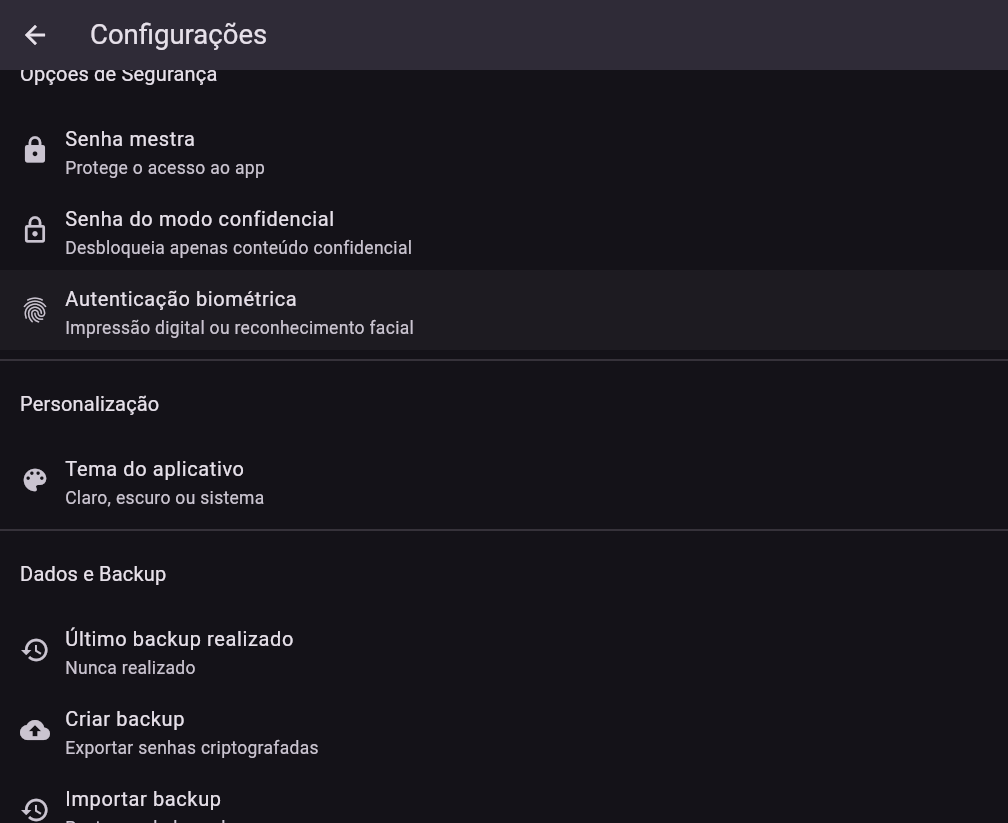 Configurações
Opções de Segurança
Senha mestra
Protege o acesso ao app
Senha do modo confidencial
Desbloqueia apenas conteúdo confidencial
Autenticação biométrica
Impressão digital ou reconhecimento facial
Personalização
Tema do aplicativo
Claro, escuro ou sistema
Dados e Backup
Último backup realizado
Nunca realizado
Criar backup
Exportar senhas criptografadas
Importar backup